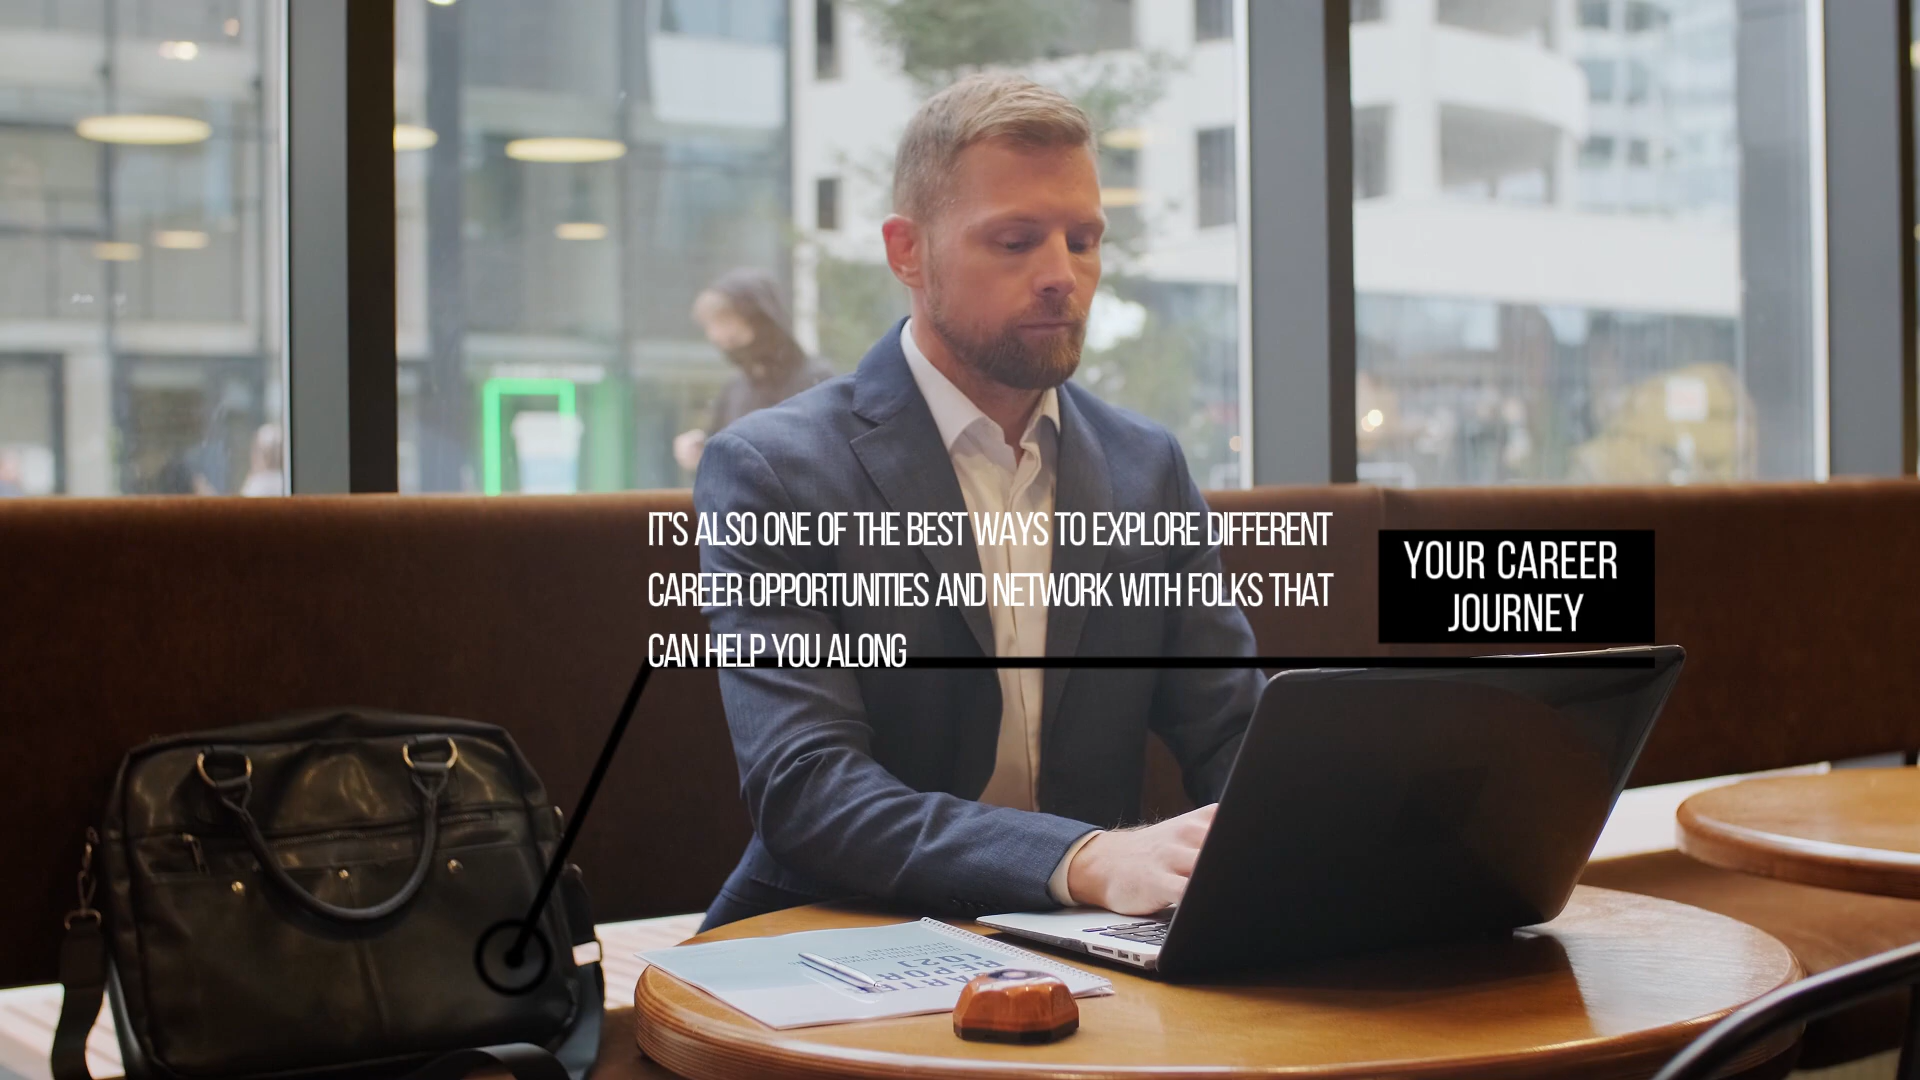 IT'S ALSO ONE OF THE BEST WAYS TO EXPLORE DIFFERENT
CAREER OPPORTUNITIES AND NETWORK WITH FOLKS THAT
CAN HELP YOU ALONG
YOUR CAREER
JOURNEY